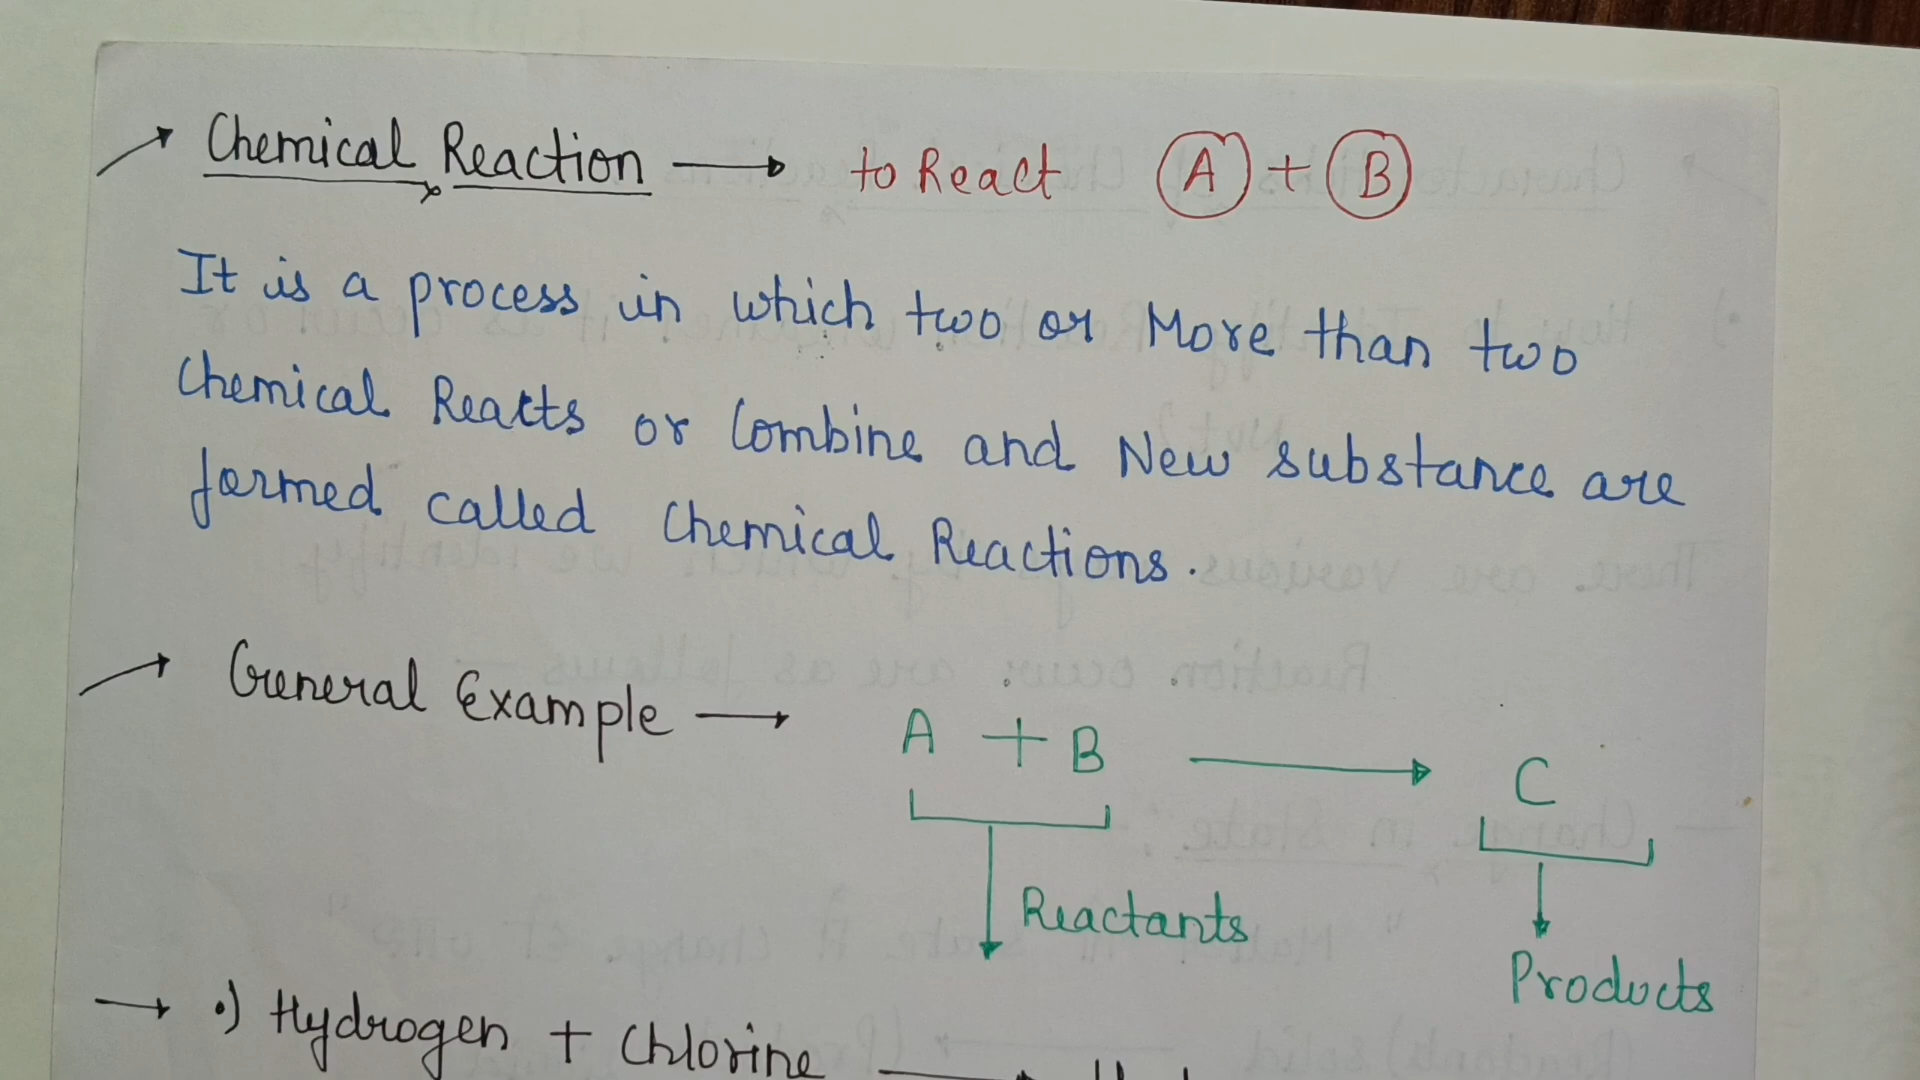 → Chemical Reaction → to React A + B
It is a process in which two or More than two
Chemical Reacts or Combine and New substance are
formed called Chemical Reactions.
→ General Example → A + B → C
Reactants
Products
→ •) Hydrogen + Chlorine →